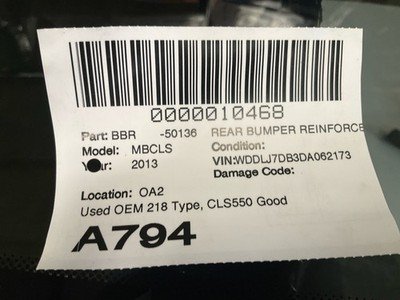 0000010468
Part: BBR -50136 REAR BUMPER REINFORCE
Model: MBCLS Condition:
Year: 2013 VIN:WDDLJ7DB3DA062173
Damage Code:
Location: OA2
Used OEM 218 Type, CLS550 Good
A794